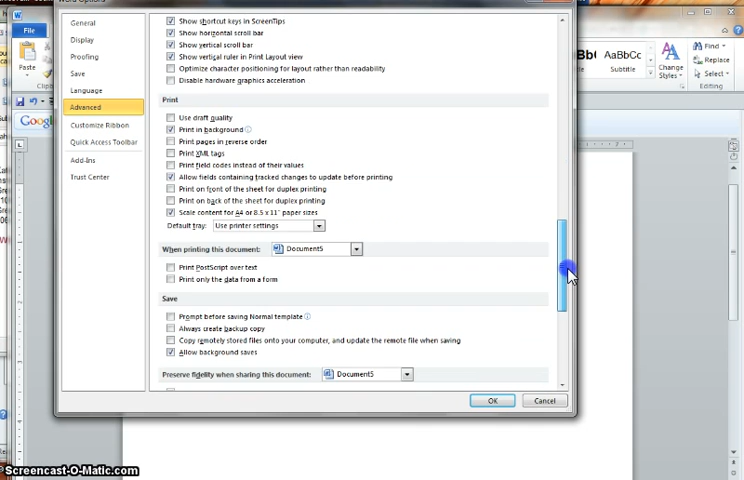 Word Options
File
Paste
Clipb
General
Display
Proofing
Save
Language
Advanced
Customize Ribbon
Quick Access Toolbar
Add-Ins
Trust Center
Show shortcut keys in ScreenTips
Show horizontal scroll bar
Show vertical scroll bar
Show vertical ruler in Print Layout view
Optimize character positioning for layout rather than readability
Disable hardware graphics acceleration
Print
Use draft quality
Print in background
Print pages in reverse order
Print XML tags
Print field codes instead of their values
Allow fields containing tracked changes to update before printing
Print on front of the sheet for duplex printing
Print on back of the sheet for duplex printing
Scale content for A4 or 8.5 x 11" paper sizes
Default tray: Use printer settings
When printing this document: Document5
Print PostScript over text
Print only the data from a form
Save
Prompt before saving Normal template
Always create backup copy
Copy remotely stored files onto your computer, and update the remote file when saving
Allow background saves
Preserve fidelity when sharing this document: Document5
OK Cancel
AaBbCc.
Subtitle
Change
Styles
Find
Replace
Select
Editing
Goog
Screencast-O-Matic.com